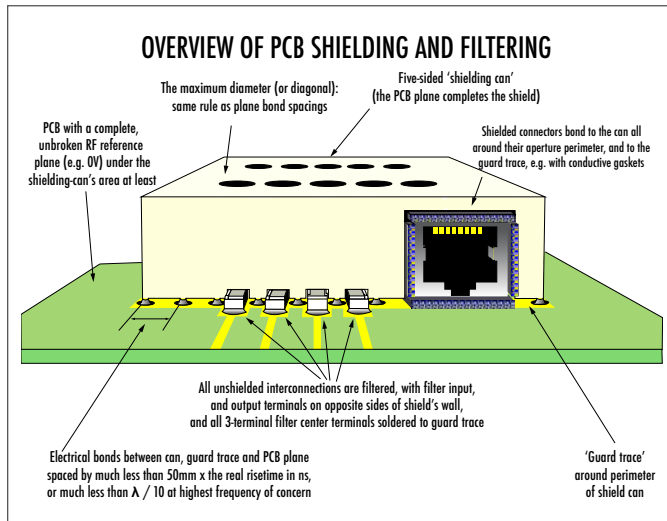 OVERVIEW OF PCB SHIELDING AND FILTERING
The maximum diameter (or diagonal):
same rule as plane bond spacings
Five-sided ‘shielding can’
(the PCB plane completes the shield)
PCB with a complete,
unbroken RF reference
plane (e.g. 0V) under the
shielding-can’s area at least
Shielded connectors bond to the can all
around their aperture perimeter, and to the
guard trace, e.g. with conductive gaskets
All unshielded interconnections are filtered, with filter input,
and output terminals on opposite sides of shield’s wall,
and all 3-terminal filter center terminals soldered to guard trace
Electrical bonds between can, guard trace and PCB plane
spaced by much less than 50mm x the real risetime in ns,
or much less than λ / 10 at highest frequency of concern
‘Guard trace’
around perimeter
of shield can